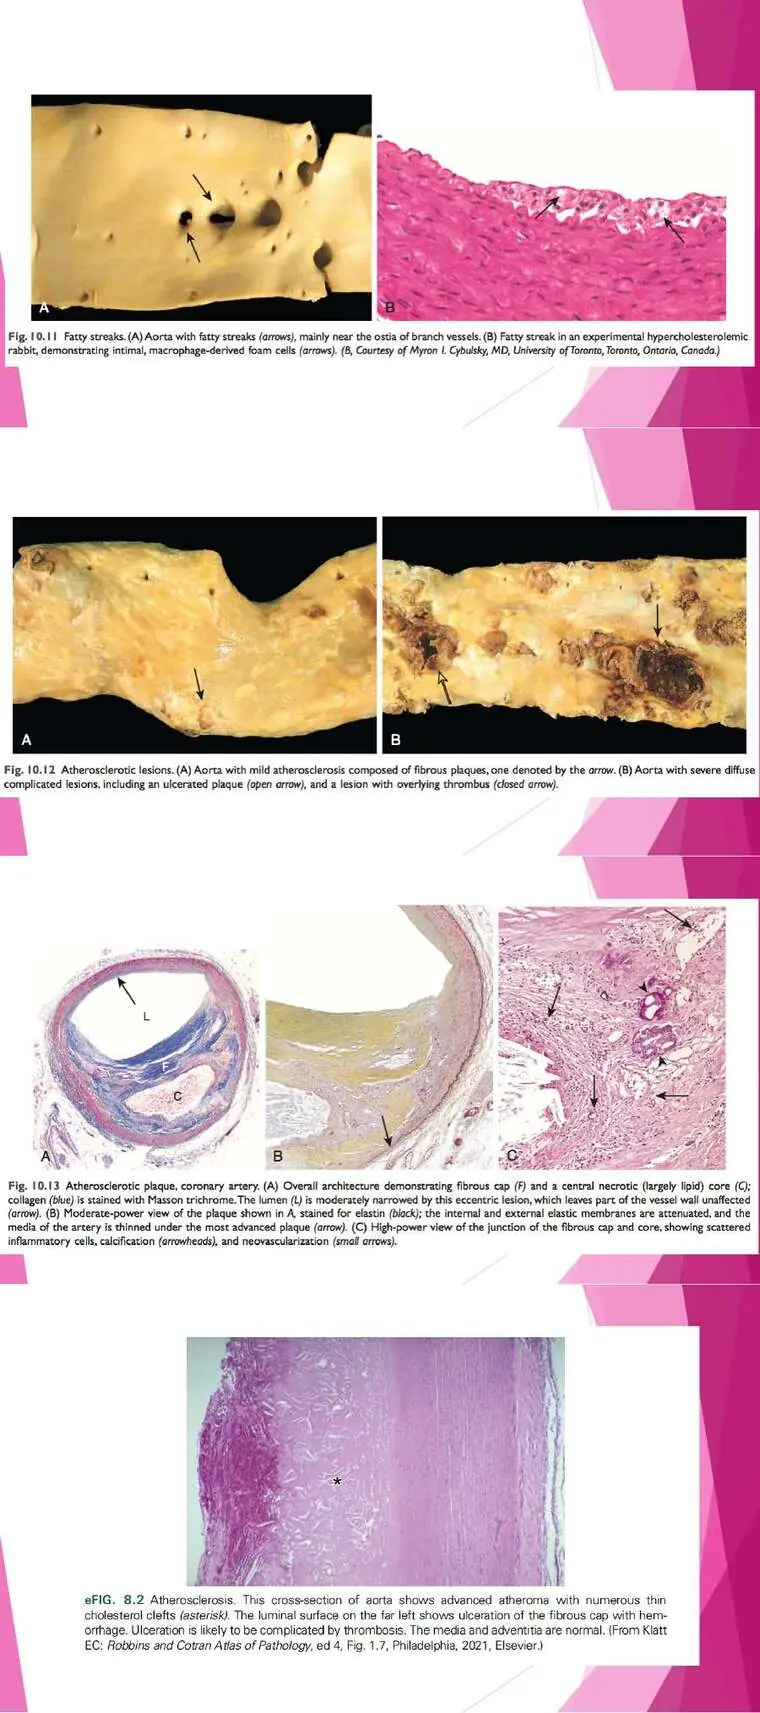 A
B
Fig. 10.11 Fatty streaks. (A) Aorta with fatty streaks (arrows), mainly near the ostia of branch vessels. (B) Fatty streak in an experimental hypercholesterolemic
rabbit, demonstrating intimal, macrophage-derived foam cells (arrows). (B, Courtesy of Myron I. Cybulsky, MD, University of Toronto, Toronto, Ontario, Canada.)
A
B
Fig. 10.12 Atherosclerotic lesions. (A) Aorta with mild atherosclerosis composed of fibrous plaques, one denoted by the arrow. (B) Aorta with severe diffuse
complicated lesions, including an ulcerated plaque (open arrow), and a lesion with overlying thrombus (closed arrow).
L
F
C
A
B
C
Fig. 10.13 Atherosclerotic plaque, coronary artery. (A) Overall architecture demonstrating fibrous cap (F) and a central necrotic (largely lipid) core (C);
collagen (blue) is stained with Masson trichrome. The lumen (L) is moderately narrowed by this eccentric lesion, which leaves part of the vessel wall unaffected
(arrow). (B) Moderate-power view of the plaque shown in A, stained for elastin (black); the internal and external elastic membranes are attenuated, and the
media of the artery is thinned under the most advanced plaque (arrow). (C) High-power view of the junction of the fibrous cap and core, showing scattered
inflammatory cells, calcification (arrowheads), and neovascularization (small arrows).
*
eFIG. 8.2 Atherosclerosis. This cross-section of aorta shows advanced atheroma with numerous thin
cholesterol clefts (asterisk). The luminal surface on the far left shows ulceration of the fibrous cap with hem-
orrhage. Ulceration is likely to be complicated by thrombosis. The media and adventitia are normal. (From Klatt
EC: Robbins and Cotran Atlas of Pathology, ed 4, Fig. 1.7, Philadelphia, 2021, Elsevier.)